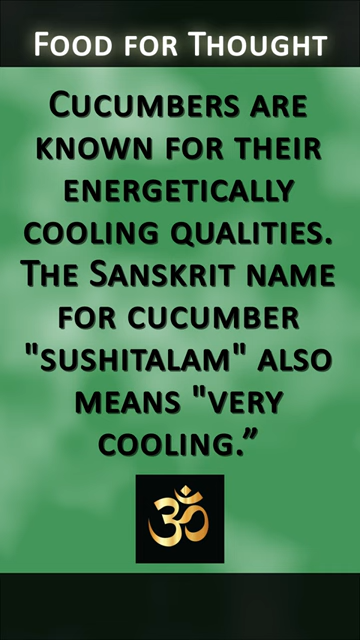 Food for Thought
Cucumbers are
known for their
energetically
cooling qualities.
The Sanskrit name
for cucumber
"sushitalam" also
means "very
cooling.”
ॐ